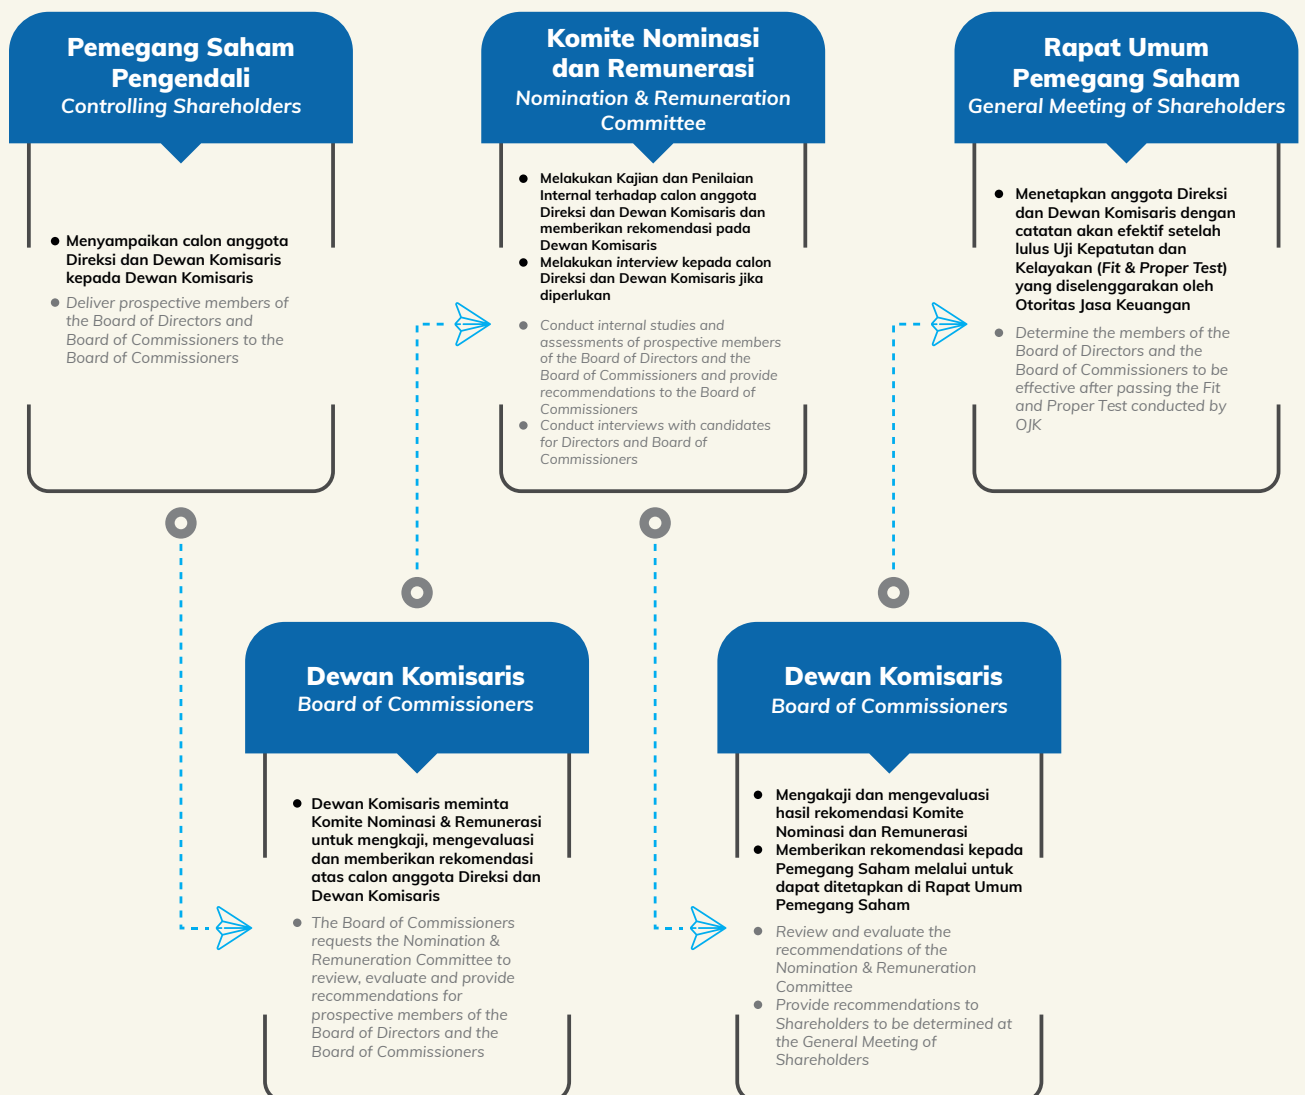 Pemegang Saham
Pengendali
Controlling Shareholders
Menyampaikan calon anggota
Direksi dan Dewan Komisaris
kepada Dewan Komisaris
Deliver prospective members of
the Board of Directors and
Board of Commissioners to the
Board of Commissioners
Dewan Komisaris
Board of Commissioners
Dewan Komisaris meminta
Komite Nominasi & Remunerasi
untuk mengkaji, mengevaluasi
dan memberikan rekomendasi
atas calon anggota Direksi dan
Dewan Komisaris
The Board of Commissioners
requests the Nomination &
Remuneration Committee to
review, evaluate and provide
recommendations for
prospective members of the
Board of Directors and the
Board of Commissioners
Komite Nominasi
dan Remunerasi
Nomination & Remuneration
Committee
Melakukan Kajian dan Penilaian
Internal terhadap calon anggota
Direksi dan Dewan Komisaris dan
memberikan rekomendasi pada
Dewan Komisaris
Melakukan interview kepada calon
Direksi dan Dewan Komisaris jika
diperlukan
Conduct internal studies and
assessments of prospective members
of the Board of Directors and the
Board of Commissioners and provide
recommendations to the Board of
Commissioners
Conduct interviews with candidates
for Directors and Board of
Commissioners
Dewan Komisaris
Board of Commissioners
Mengakaji dan mengevaluasi
hasil rekomendasi Komite
Nominasi dan Remunerasi
Memberikan rekomendasi kepada
Pemegang Saham melalui untuk
dapat ditetapkan di Rapat Umum
Pemegang Saham
Review and evaluate the
recommendations of the
Nomination & Remuneration
Committee
Provide recommendations to
Shareholders to be determined at
the General Meeting of
Shareholders
Rapat Umum
Pemegang Saham
General Meeting of Shareholders
Menetapkan anggota Direksi
dan Dewan Komisaris dengan
catatan akan efektif setelah
lulus Uji Kepatutan dan
Kelayakan (Fit & Proper Test)
yang diselenggarakan oleh
Otoritas Jasa Keuangan
Determine the members of the
Board of Directors and the
Board of Commissioners to be
effective after passing the Fit
and Proper Test conducted by
OJK